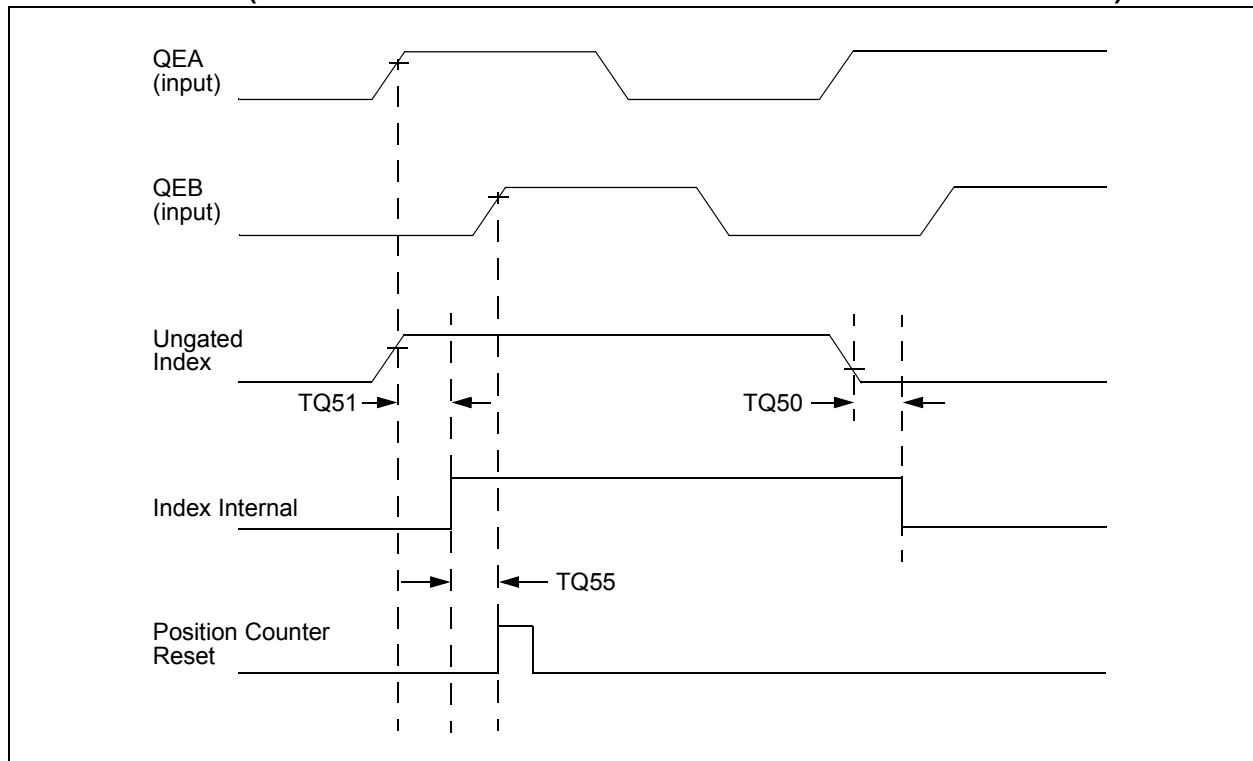 QEA
(input)
QEB
(input)
Ungated
Index
TQ51
TQ50
Index Internal
TQ55
Position Counter
Reset